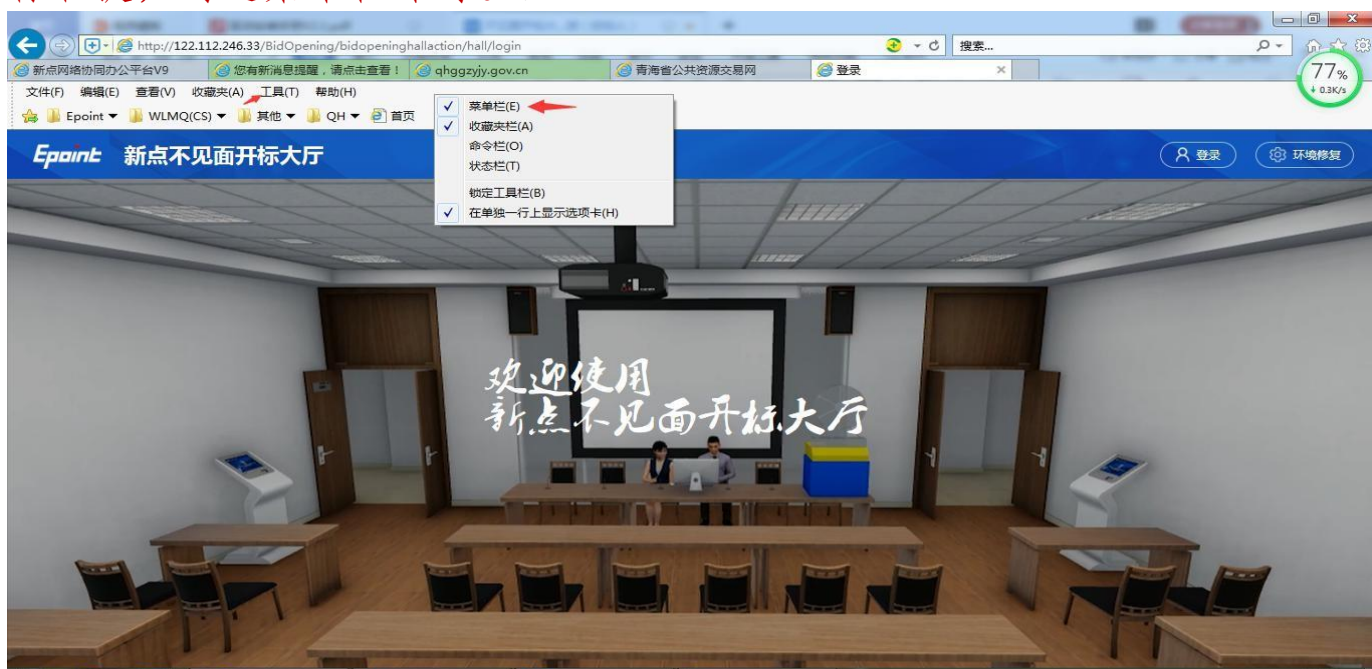 http://122.112.246.33/BidOpening/bidopeninghallaction/hall/login
搜索...
新点网络协同办公平台V9
您有新消息提醒，请点击查看！
qhggzyjy.gov.cn
青海省公共资源交易网
登录
77%
0.3K/s
文件(F) 编辑(E) 查看(V) 收藏夹(A) 工具(T) 帮助(H)
Epoint WLMQ(CS) 其他 QH 首页
菜单栏(E)
收藏夹栏(A)
命令栏(O)
状态栏(T)
锁定工具栏(B)
在单独一行上显示选项卡(H)
Epoint 新点不见面开标大厅
登录
环境修复
欢迎使用
新点不见面开标大厅